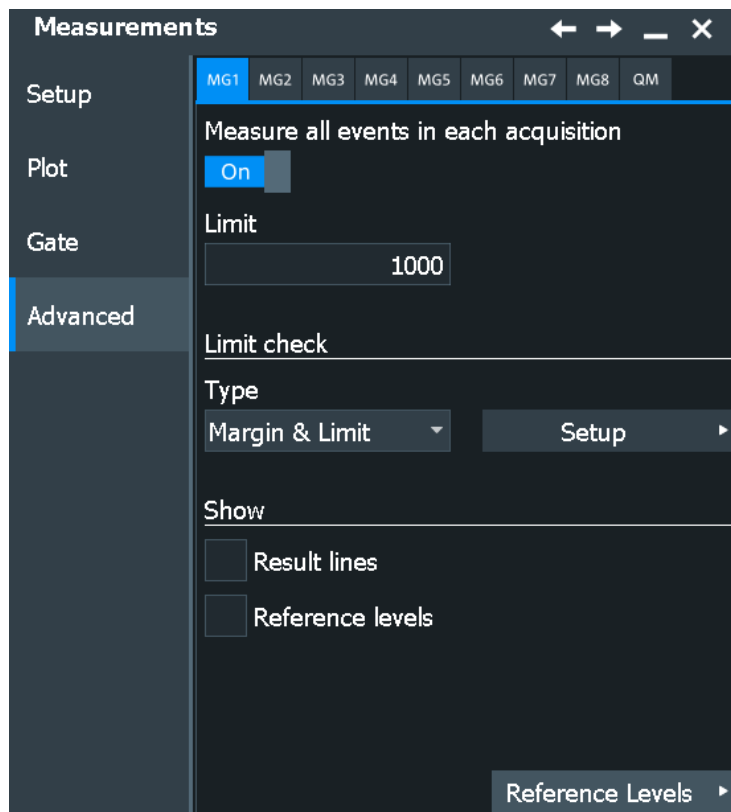 Measurements
Setup
Plot
Gate
Advanced
MG1 MG2 MG3 MG4 MG5 MG6 MG7 MG8 QM
Measure all events in each acquisition
On
Limit
1000
Limit check
Type
Margin & Limit Setup
Show
Result lines
Reference levels
Reference Levels